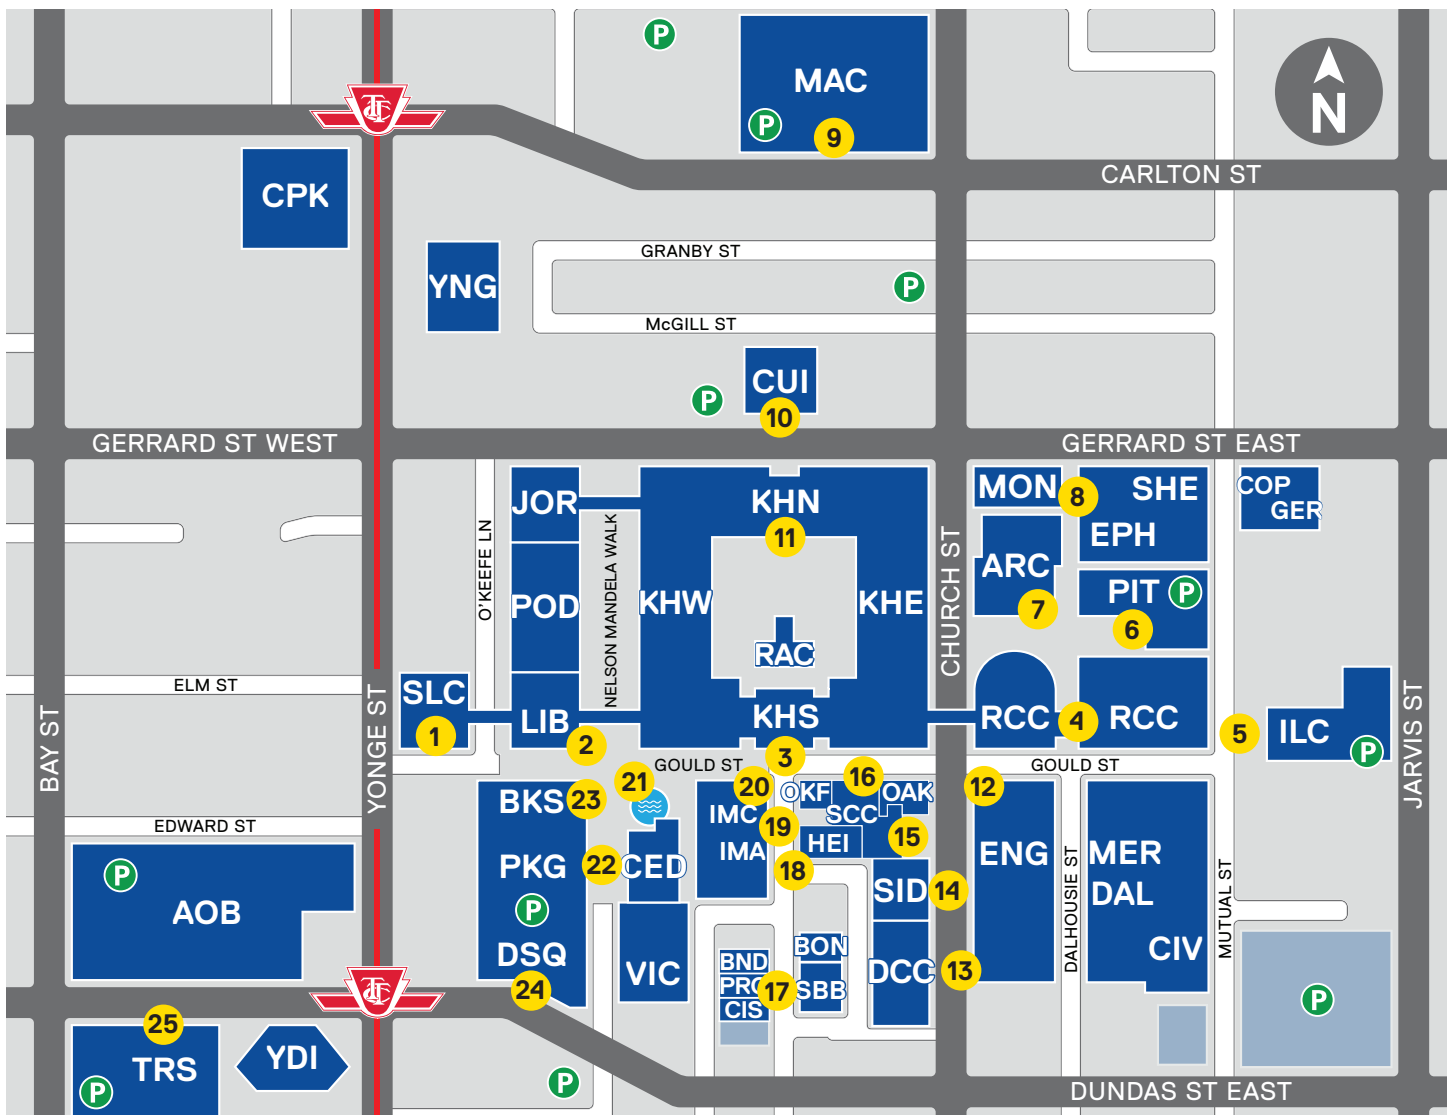 P
MAC
P
9
N
TTC
CARLTON ST
CPK
GRANBY ST
YNG
P
McGILL ST
CUI
P
10
GERRARD ST WEST
GERRARD ST EAST
JOR
KHN
11
MON
8
SHE
EPH
COP
GER
O'KEEFE LN
NELSON MANDELA WALK
CHURCH ST
ARC
7
POD
KHW
KHE
PIT
P
6
RAC
ELM ST
SLC
1
LIB
2
KHS
3
RCC
4
RCC
5
ILC
P
BAY ST
YONGE ST
JARVIS ST
GOULD ST
GOULD ST
21
20
16
12
BKS
23
IMC
19
OKF
OAK
SCC
15
EDWARD ST
PKG
22
CED
IMA
18
HEI
ENG
DALHOUSIE ST
MER
DAL
MUTUAL ST
P
AOB
P
SID
14
DSQ
24
VIC
BND
PRO
CIS
17
BON
SBB
DCC
13
CIV
P
TTC
25
TRS
P
YDI
P
DUNDAS ST EAST